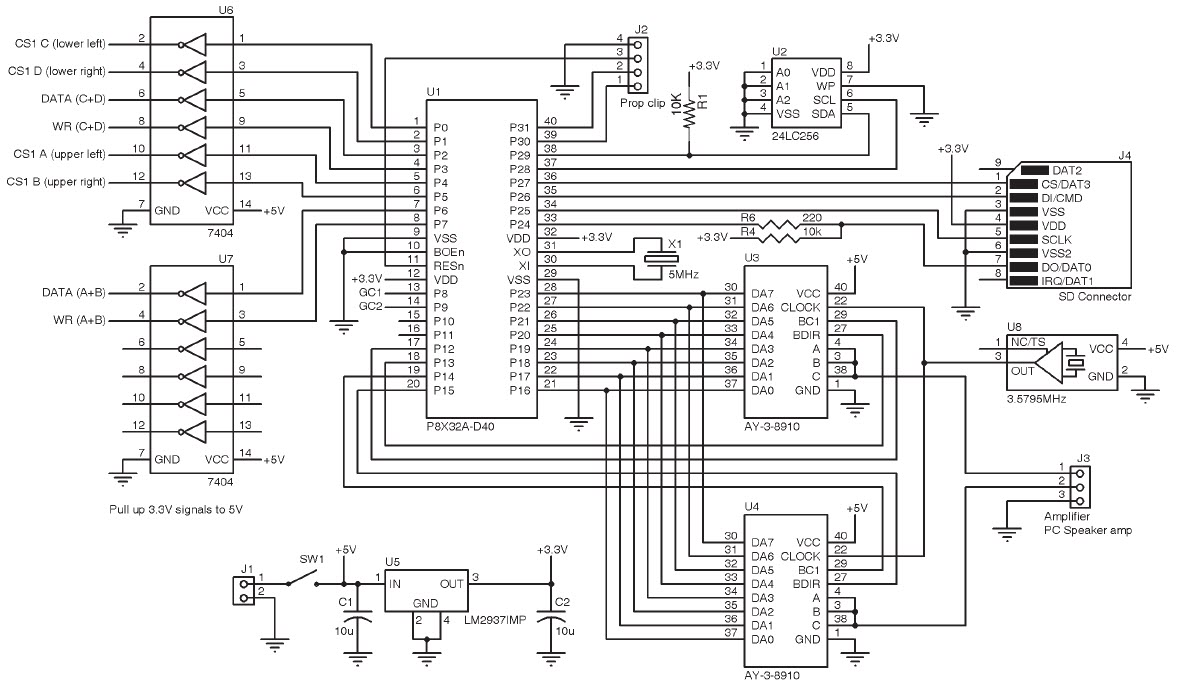 U6
CS1 C (lower left) 2 1
CS1 D (lower right) 4 3
DATA (C+D) 6 5
WR (C+D) 8 9
CS1 A (upper left) 10 11
CS1 B (upper right) 12 13
7 GND VCC 14 +5V
7404
U7
DATA (A+B) 2 1
WR (A+B) 4 3
6 5
8 9
10 11
12 13
7 GND VCC 14 +5V
7404
Pull up 3.3V signals to 5V
U1
1 P0 P31 40
2 P1 P30 39
3 P2 P29 38
4 P3 P28 37
5 P4 P27 36
6 P5 P26 35
7 P6 P25 34
8 P7 P24 33
9 VSS VDD 32 +3.3V
10 BOEn XO 31
11 RESn XI 30
+3.3V 12 VDD VSS 29
GC1 13 P8 P23 28
GC2 14 P9 P22 27
15 P10 P21 26
16 P11 P20 25
17 P12 P19 24
18 P13 P18 23
19 P14 P17 22
20 P15 P16 21
P8X32A-D40
J2
4
3
2
1
Prop clip
+3.3V
10K
R1
U2
+3.3V
1 A0 VDD 8
2 A1 WP 7
3 A2 SCL 6
4 VSS SDA 5
24LC256
+3.3V
J4
9 DAT2
1 CS/DAT3
2 DI/CMD
3 VSS
4 VDD
5 SCLK
6 VSS2
7 DO/DAT0
8 IRQ/DAT1
SD Connector
R6 220
+3.3V R4 10k
X1
5MHz
U3
+5V
30 DA7 VCC 40
31 DA6 CLOCK 22
32 DA5 BC1 29
33 DA4 BDIR 27
34 DA3 A 4
35 DA2 B 3
36 DA1 C 38
37 DA0 GND 1
AY-3-8910
U8
1 NC/TS VCC 4 +5V
3 OUT GND 2
3.5795MHz
J3
1
2
3
Amplifier
PC Speaker amp
U4
+5V
30 DA7 VCC 40
31 DA6 CLOCK 22
32 DA5 BC1 29
33 DA4 BDIR 27
34 DA3 A 4
35 DA2 B 3
36 DA1 C 38
37 DA0 GND 1
AY-3-8910
J1
1
2
SW1
+5V
C1
10u
U5
1 IN OUT 3
GND
2 4
LM2937IMP
+3.3V
C2
10u